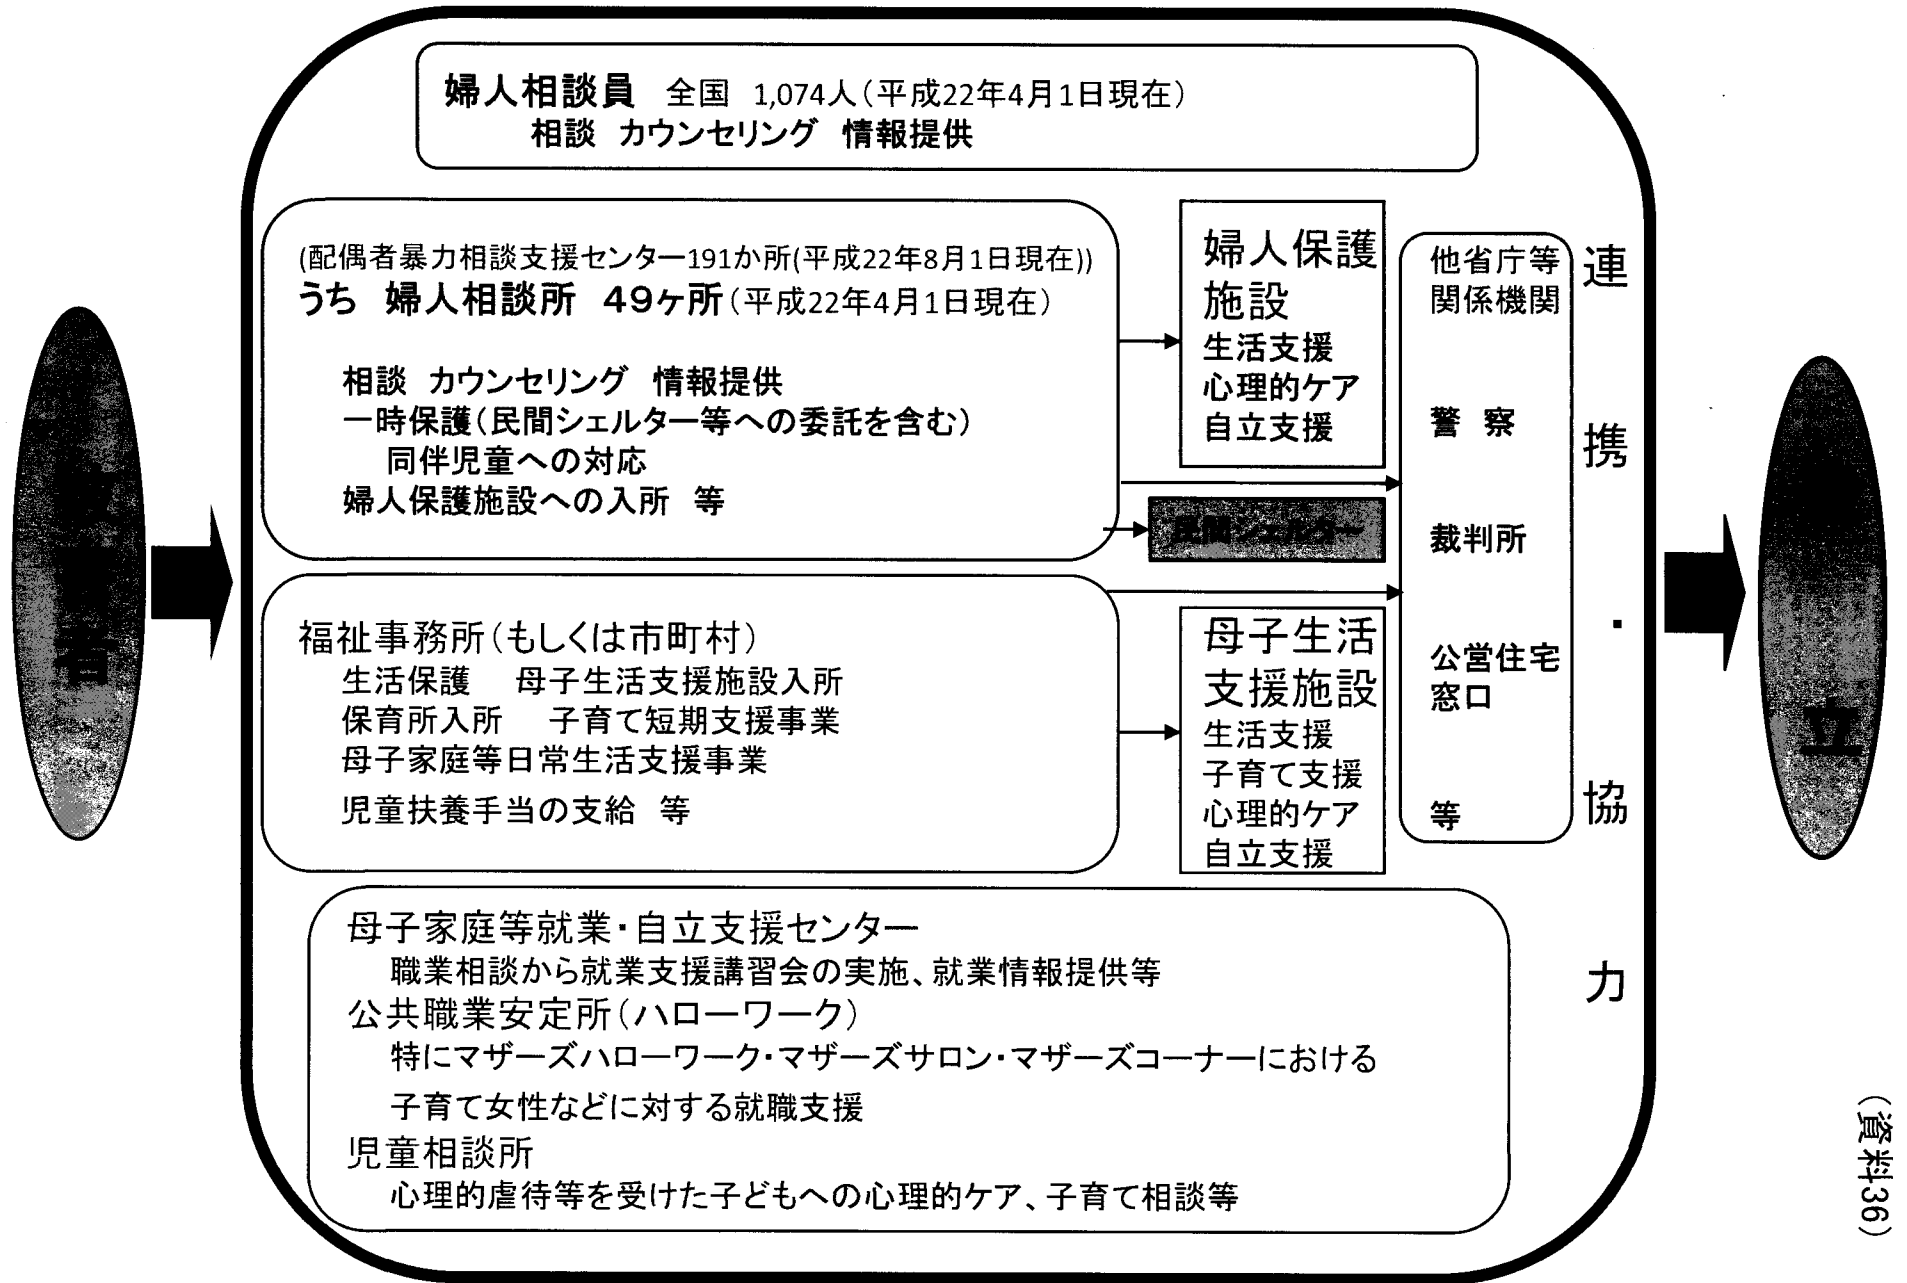 婦人相談員 全国 1,074人(平成22年4月1日現在)
相談 カウンセリング 情報提供
(配偶者暴力相談支援センター191か所(平成22年8月1日現在))
うち 婦人相談所 49ヶ所(平成22年4月1日現在)
相談 カウンセリング 情報提供
一時保護(民間シェルター等への委託を含む)
同伴児童への対応
婦人保護施設への入所 等
婦人保護
施設
生活支援
心理的ケア
自立支援
民間シェルター
福祉事務所(もしくは市町村)
生活保護 母子生活支援施設入所
保育所入所 子育て短期支援事業
母子家庭等日常生活支援事業
児童扶養手当の支給 等
母子生活
支援施設
生活支援
子育て支援
心理的ケア
自立支援
他省庁等
関係機関
警察
裁判所
公営住宅
窓口
等
連携・協力
母子家庭等就業・自立支援センター
職業相談から就業支援講習会の実施、就業情報提供等
公共職業安定所(ハローワーク)
特にマザーズハローワーク・マザーズサロン・マザーズコーナーにおける
子育て女性などに対する就職支援
児童相談所
心理的虐待等を受けた子どもへの心理的ケア、子育て相談等
者
立
(資料36)